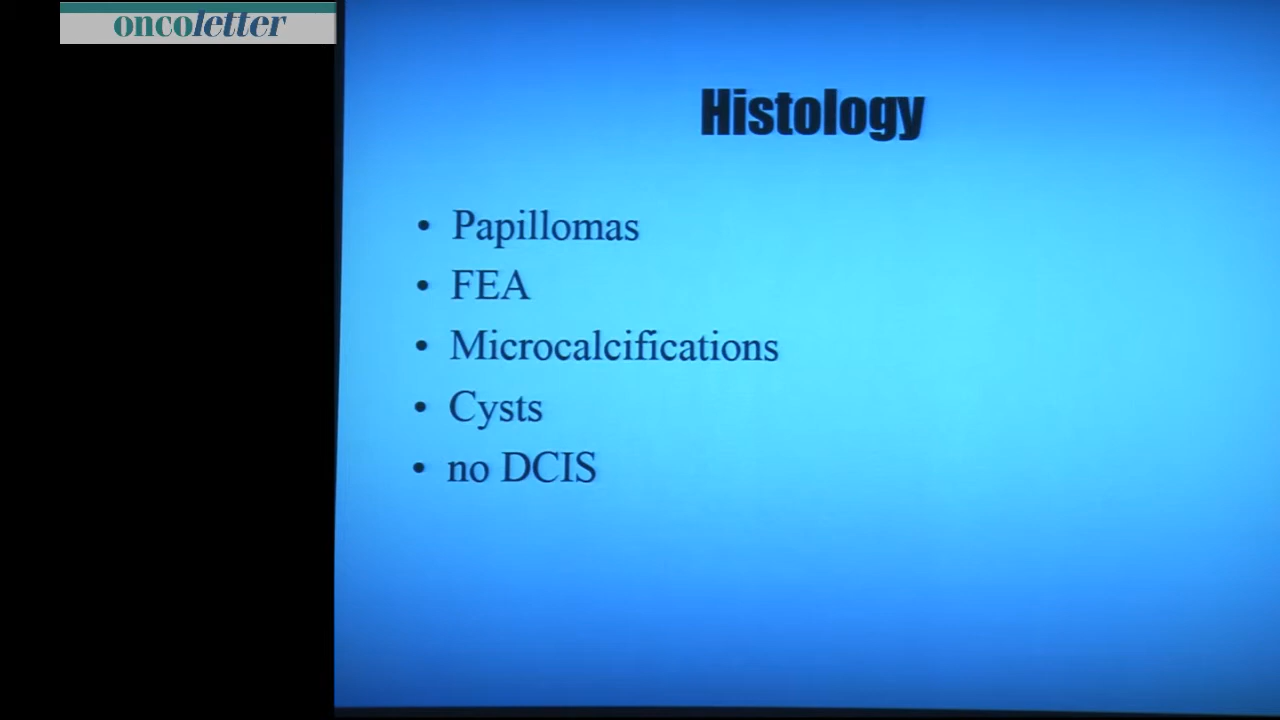 oncoletter
Histology
• Papillomas
• FEA
• Microcalcifications
• Cysts
• no DCIS